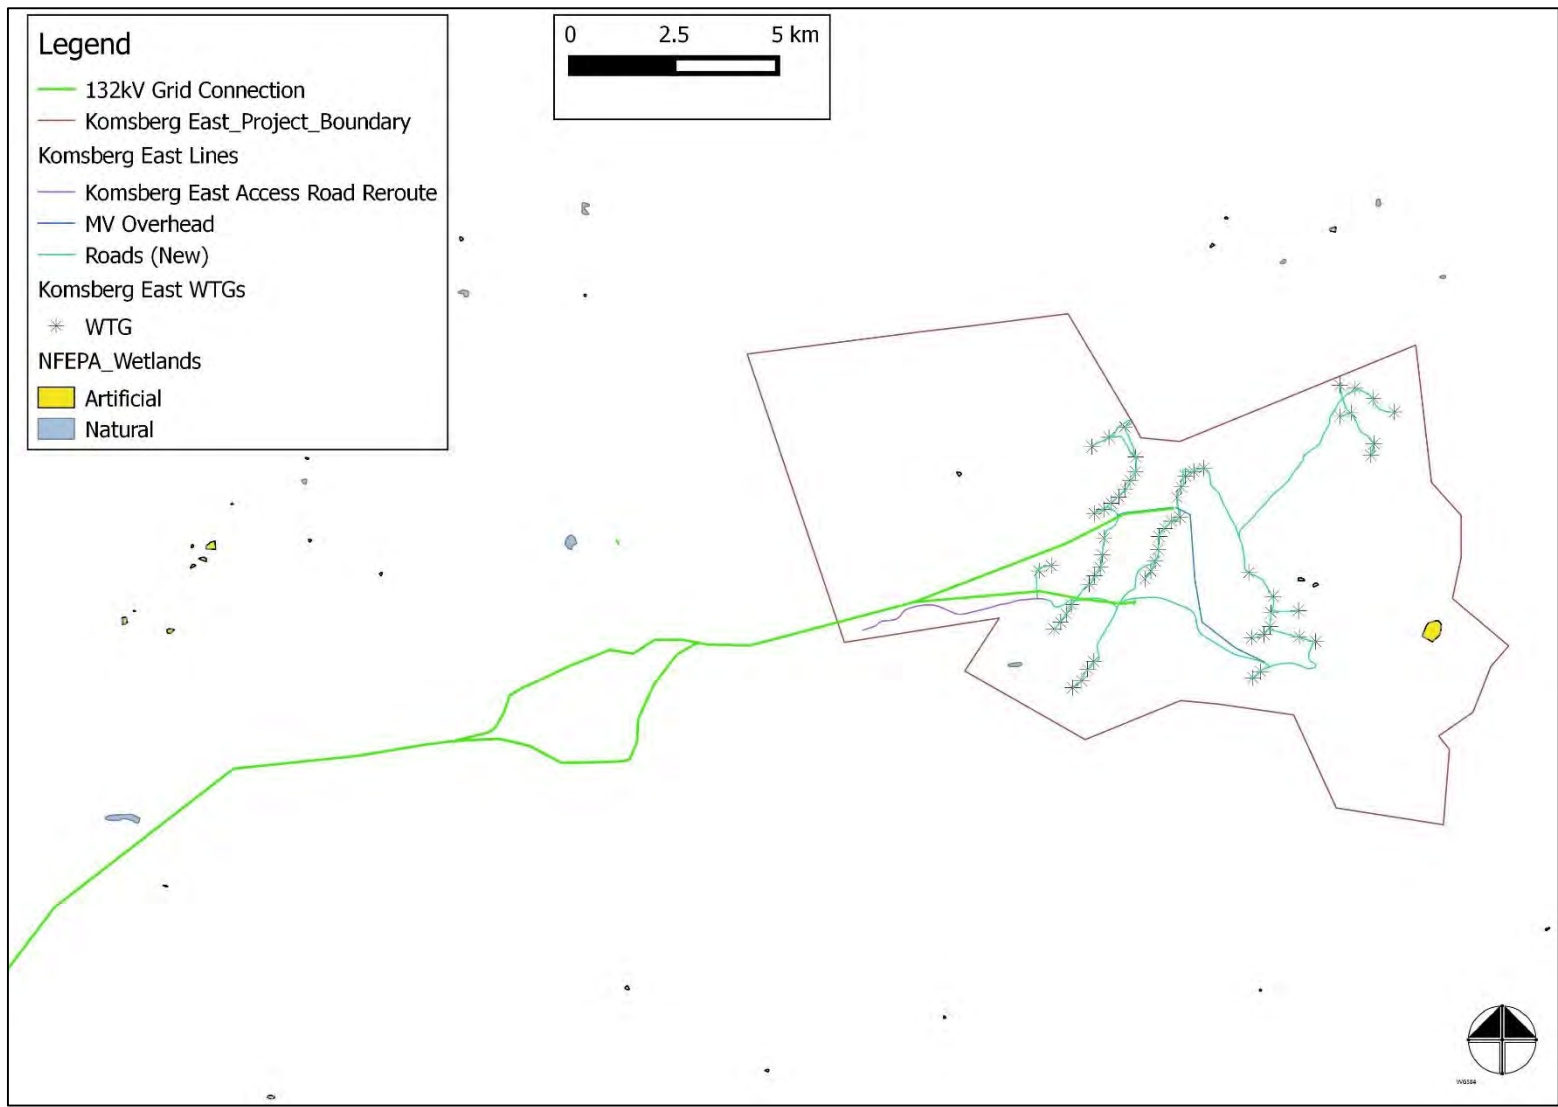 Legend
132kV Grid Connection
Komsberg East_Project_Boundary
Komsberg East Lines
Komsberg East Access Road Reroute
MV Overhead
Roads (New)
Komsberg East WTGs
WTG
NFEPA_Wetlands
Artificial
Natural
0 2.5 5 km